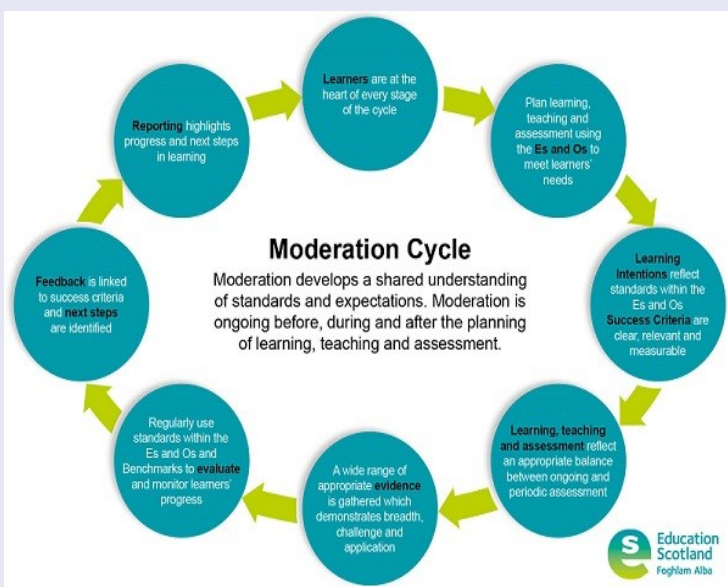 Learners are at the
heart of every stage
of the cycle
Plan learning,
teaching and
assessment using
the Es and Os to
meet learners'
needs
Learning
Intentions reflect
standards within the
Es and Os
Success Criteria are
clear, relevant and
measurable
Learning, teaching
and assessment reflect
an appropriate balance
between ongoing and
periodic assessment
A wide range of
appropriate evidence
is gathered which
demonstrates breadth,
challenge and
application
Regularly use
standards within the
Es and Os and
Benchmarks to evaluate
and monitor learners'
progress
Feedback is linked
to success criteria
and next steps
are identified
Reporting highlights
progress and next steps
in learning
Moderation Cycle
Moderation develops a shared understanding
of standards and expectations. Moderation is
ongoing before, during and after the planning
of learning, teaching and assessment.
Education
Scotland
Foghlam Alba